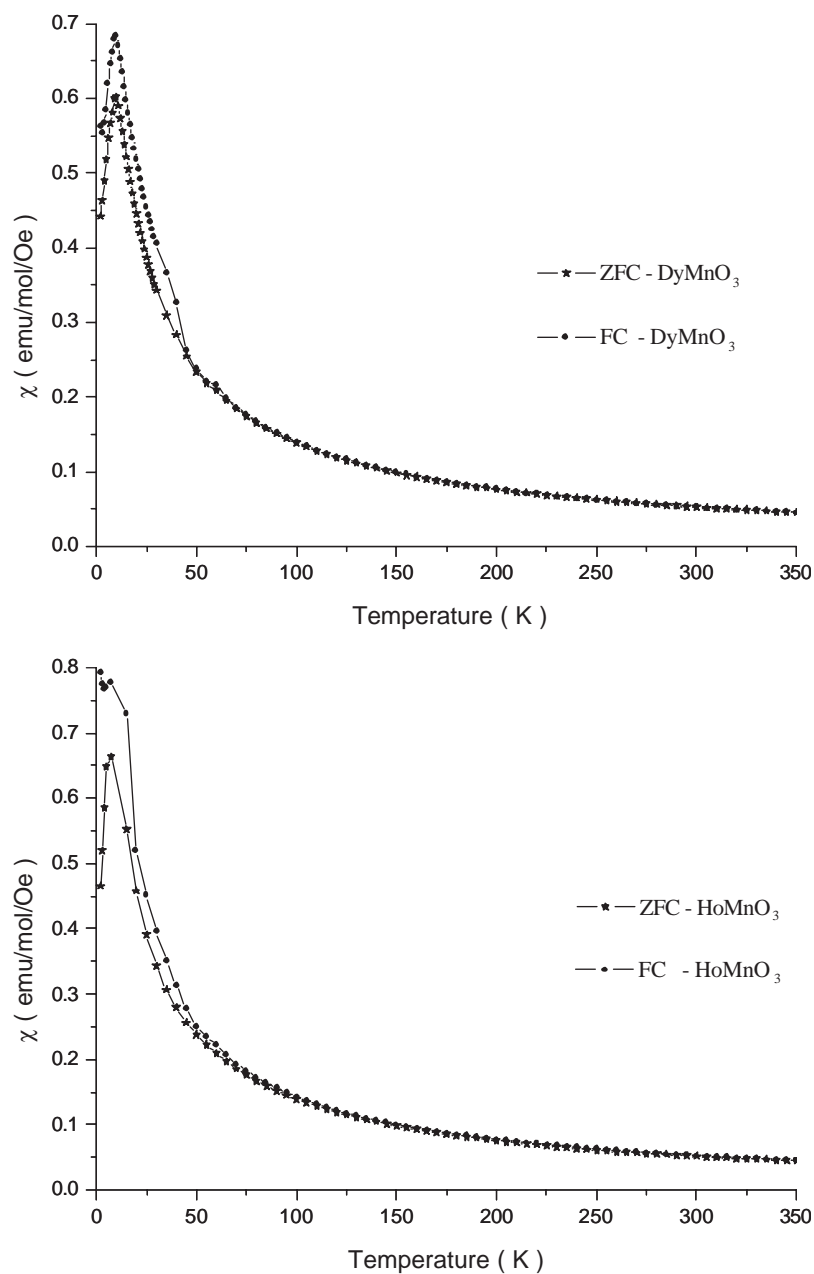 0.7
0.6
0.5
0.4
0.3
0.2
0.1
0.0
χ ( emu/mol/Oe )
ZFC - DyMnO₃
FC - DyMnO₃
0 50 100 150 200 250 300 350
Temperature ( K )
0.8
0.7
0.6
0.5
0.4
0.3
0.2
0.1
0.0
χ ( emu/mol/Oe )
ZFC - HoMnO₃
FC - HoMnO₃
0 50 100 150 200 250 300 350
Temperature ( K )